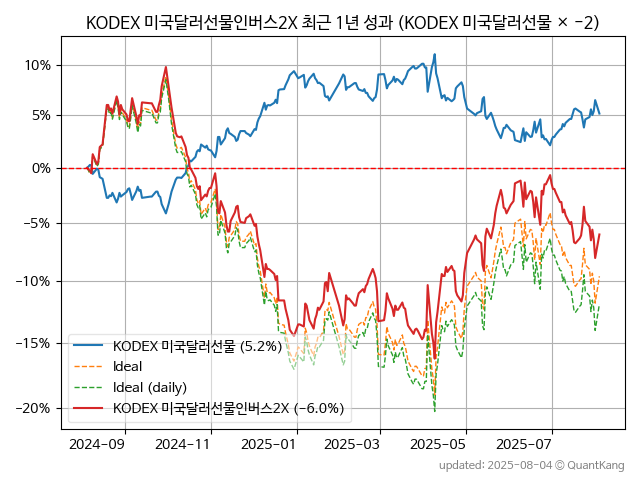 KODEX 미국달러선물인버스2X 최근 1년 성과 (KODEX 미국달러선물 × −2)
10%
5%
0%
−5%
−10%
−15%
−20%
KODEX 미국달러선물 (5.2%)
Ideal
Ideal (daily)
KODEX 미국달러선물인버스2X (−6.0%)
2024-09
2024-11
2025-01
2025-03
2025-05
2025-07
updated: 2025-08-04 © QuantKang